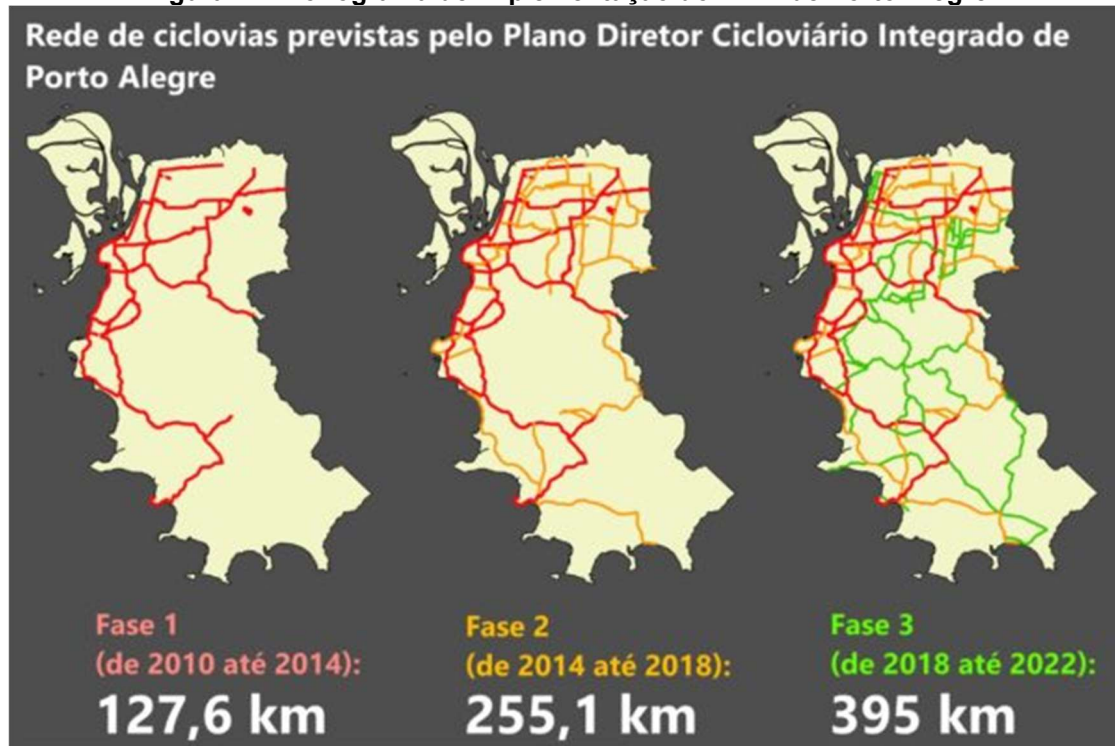 Rede de ciclovias previstas pelo Plano Diretor Cicloviário Integrado de
Porto Alegre
Fase 1
(de 2010 até 2014):
127,6 km
Fase 2
(de 2014 até 2018):
255,1 km
Fase 3
(de 2018 até 2022):
395 km